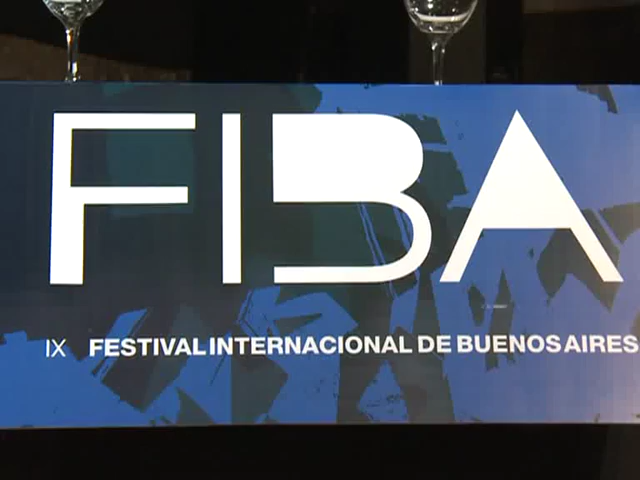 FIBA
IX FESTIVAL INTERNACIONAL DE BUENOS AIRES